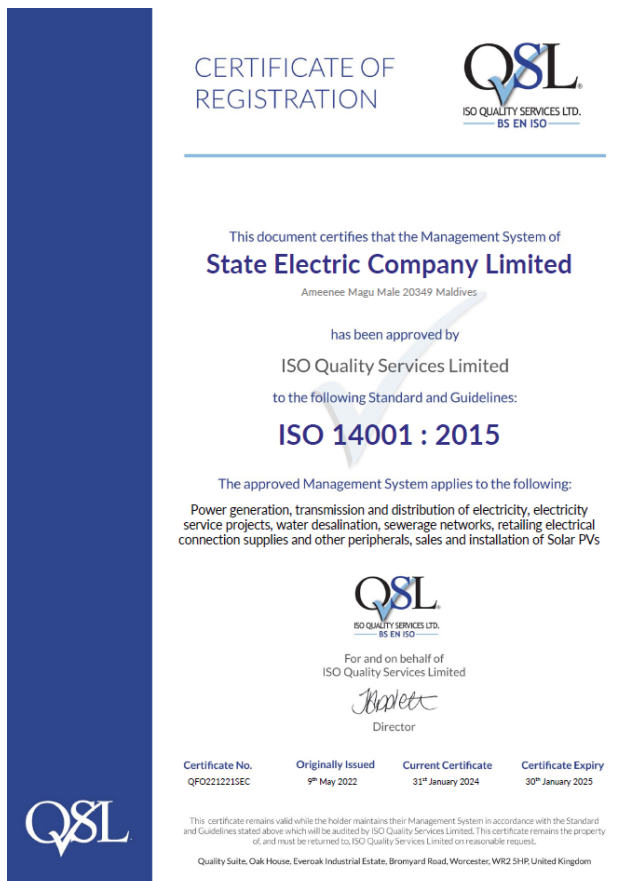 CERTIFICATE OF
REGISTRATION
QSL®
ISO QUALITY SERVICES LTD.
BS EN ISO
This document certifies that the Management System of
State Electric Company Limited
Ameenee Magu Male 20349 Maldives
has been approved by
ISO Quality Services Limited
to the following Standard and Guidelines:
ISO 14001 : 2015
The approved Management System applies to the following:
Power generation, transmission and distribution of electricity, electricity
service projects, water desalination, sewerage networks, retailing electrical
connection supplies and other peripherals, sales and installation of Solar PVs
QSL
ISO QUALITY SERVICES LTD.
BS EN ISO
For and on behalf of
ISO Quality Services Limited
Director
Certificate No. Originally Issued Current Certificate Certificate Expiry
QFO221221SEC 9th May 2022 31st January 2024 30th January 2025
This certificate remains valid while the holder maintains their Management System in accordance with the Standard
and Guidelines stated above which will be audited by ISO Quality Services Limited. This certificate remains the property
of, and must be returned to, ISO Quality Services Limited on reasonable request.
Quality Suite, Oak House, Everoak Industrial Estate, Bromyard Road, Worcester, WR2 5HP, United Kingdom
QSL